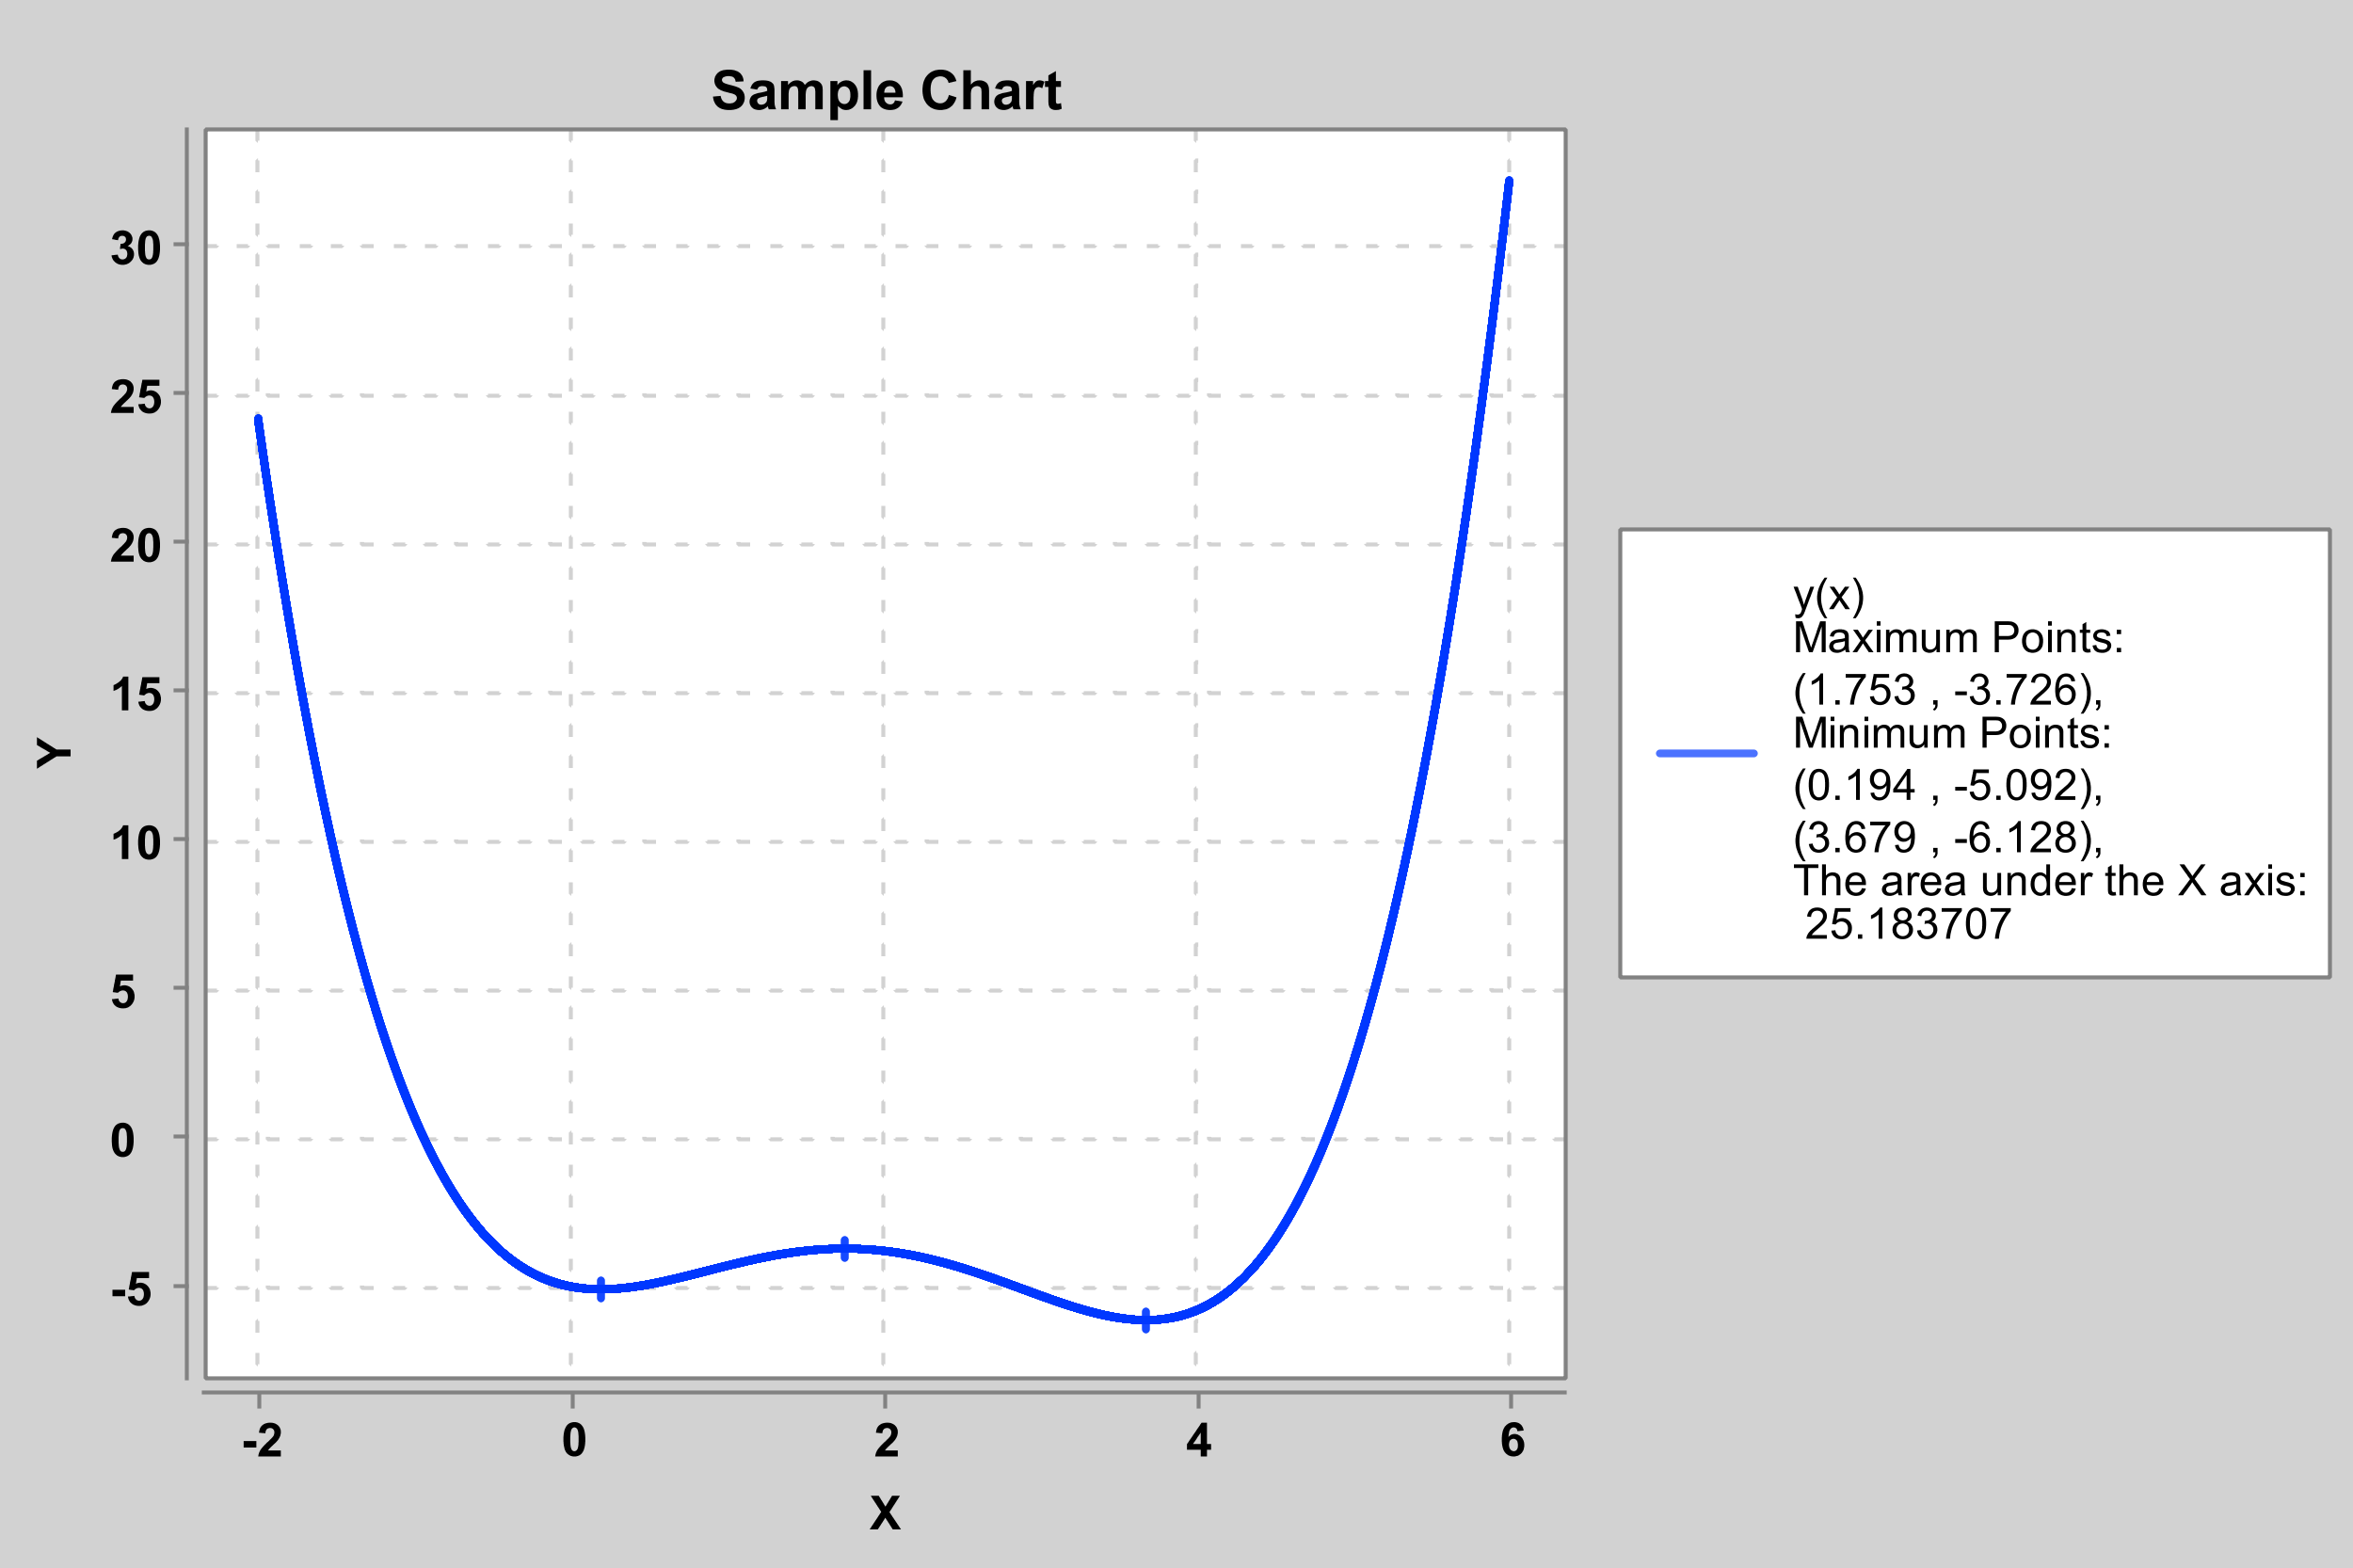 Sample Chart
30
25
20
15
10
5
0
-5
Y
-2 0 2 4 6
X
y(x)
Maximum Points:
(1.753 , -3.726),
Minimum Points:
(0.194 , -5.092),
(3.679 , -6.128),
The area under the X axis:
25.183707